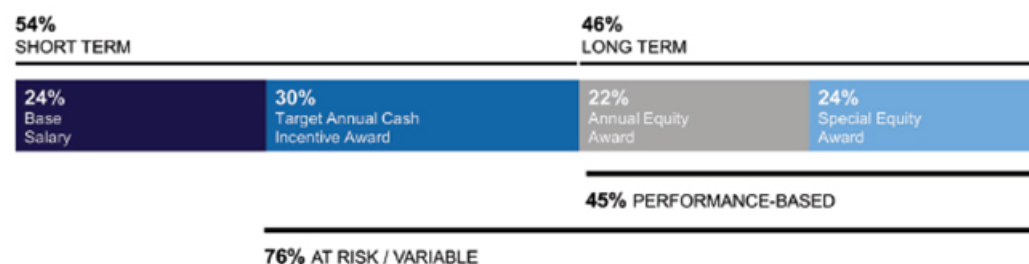 54%
SHORT TERM
46%
LONG TERM
24%
Base
Salary
30%
Target Annual Cash
Incentive Award
22%
Annual Equity
Award
24%
Special Equity
Award
45% PERFORMANCE-BASED
76% AT RISK / VARIABLE